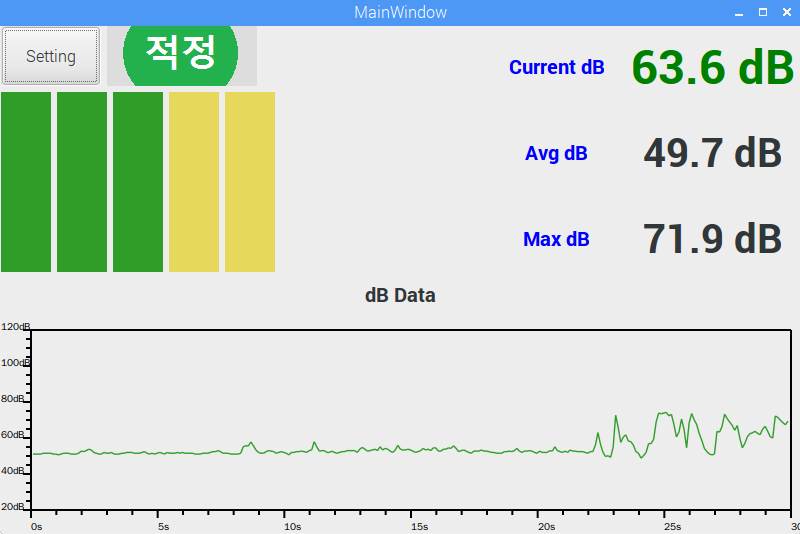 MainWindow
Setting
적정
Current dB 63.6 dB
Avg dB 49.7 dB
Max dB 71.9 dB
dB Data
120dB
100dB
80dB
60dB
40dB
20dB
0s 5s 10s 15s 20s 25s 30